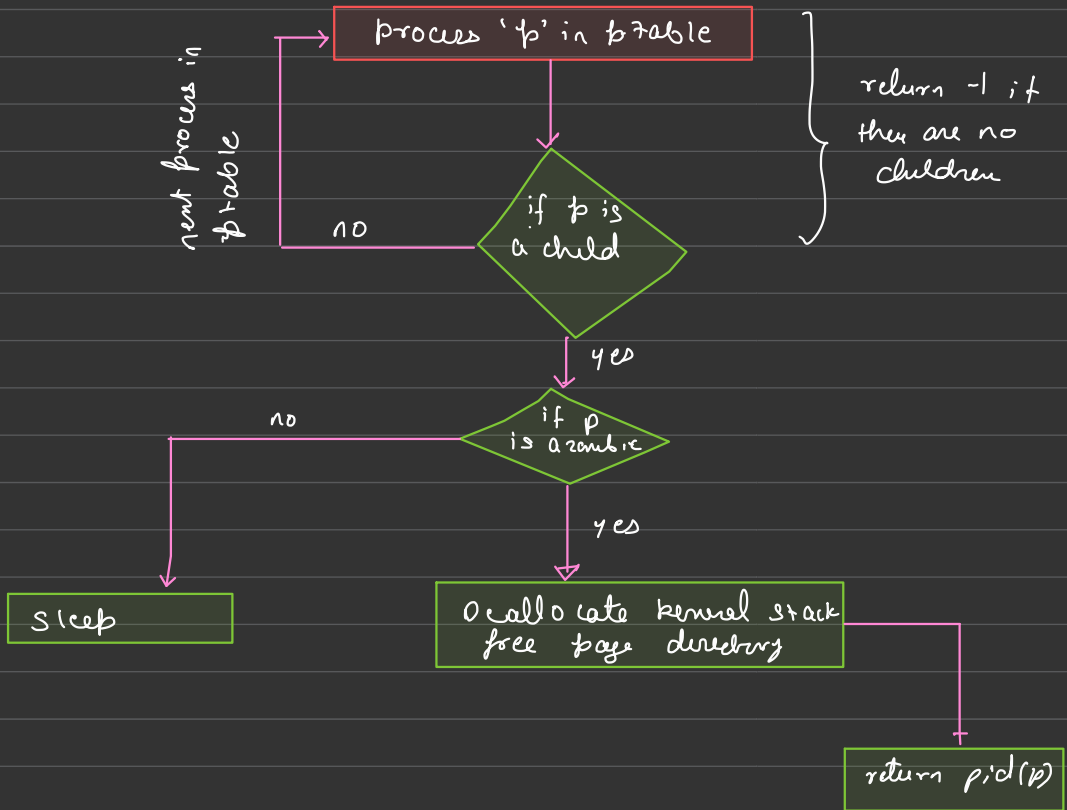 process 'p' in ptable
return -1 if
they are no
children
next process in
ptable
if p is
a child
no
yes
if p
is a zombie
no
yes
sleep
Deallocate kernel stack
free page directory
return pid(p)